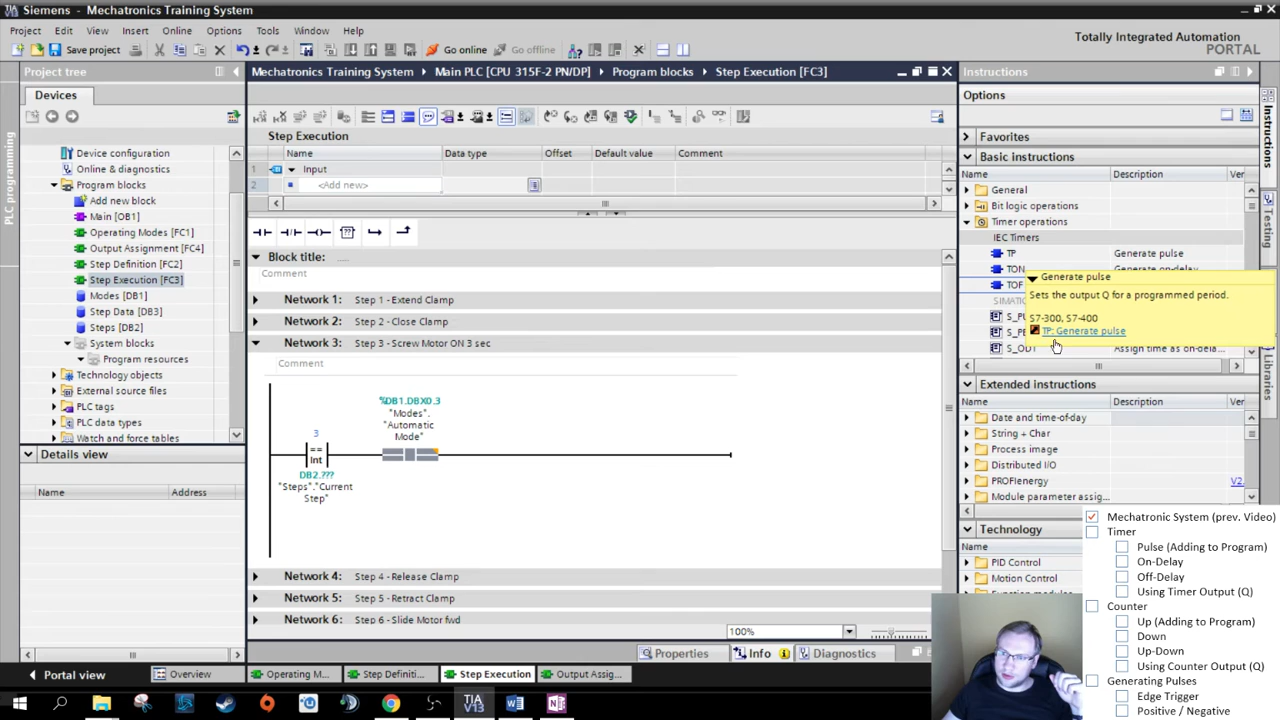 Siemens - Mechatronics Training System
Project Edit View Insert Online Options Tools Window Help
Totally Integrated Automation
PORTAL
Save project
Go online
Go offline
Project tree
Mechatronics Training System
Main PLC [CPU 315F-2 PN/DP]
Program blocks
Step Execution [FC3]
Instructions
Devices
Options
PLC programming
Instructions
Testing
Libraries
Device configuration
Online & diagnostics
Program blocks
Add new block
Main [OB1]
Operating Modes [FC1]
Output Assignment [FC4]
Step Definition [FC2]
Step Execution [FC3]
Modes [DB1]
Step Data [DB3]
Steps [DB2]
System blocks
Program resources
Technology objects
External source files
PLC tags
PLC data types
Watch and force tables
Details view
Name Address
Step Execution
Name Data type Offset Default value Comment
1 Input
2 <Add new>
??
Block title: .....
Comment
Network 1: Step 1 - Extend Clamp
Network 2: Step 2 - Close Clamp
Network 3: Step 3 - Screw Motor ON 3 sec
Comment
%DB1.DBX0.3
"Modes".
"Automatic
Mode"
3
==
Int
DB2.???
"Steps"."Current
Step"
Network 4: Step 4 - Release Clamp
Network 5: Step 5 - Retract Clamp
Network 6: Step 6 - Slide Motor fwd
100%
Properties Info Diagnostics
Favorites
Basic instructions
Name Description
General
Bit logic operations
Timer operations
IEC Timers
TP Generate pulse
TON Generate on-delay
TOF
Generate pulse
Sets the output Q for a programmed period.
S7-300, S7-400
TP: Generate pulse
S_ODT Assign time as on-dela...
Extended instructions
Name Description
Date and time-of-day
String + Char
Process image
Distributed I/O
PROFIenergy V2.
Module parameter assig...
Technology
Name
PID Control
Motion Control
Mechatronic System (prev. Video)
Timer
Pulse (Adding to Program)
On-Delay
Off-Delay
Using Timer Output (Q)
Counter
Up (Adding to Program)
Down
Up-Down
Using Counter Output (Q)
Generating Pulses
Edge Trigger
Positive / Negative
Portal view
Overview
Operating M...
Step Definiti...
Step Execution
Output Assig...